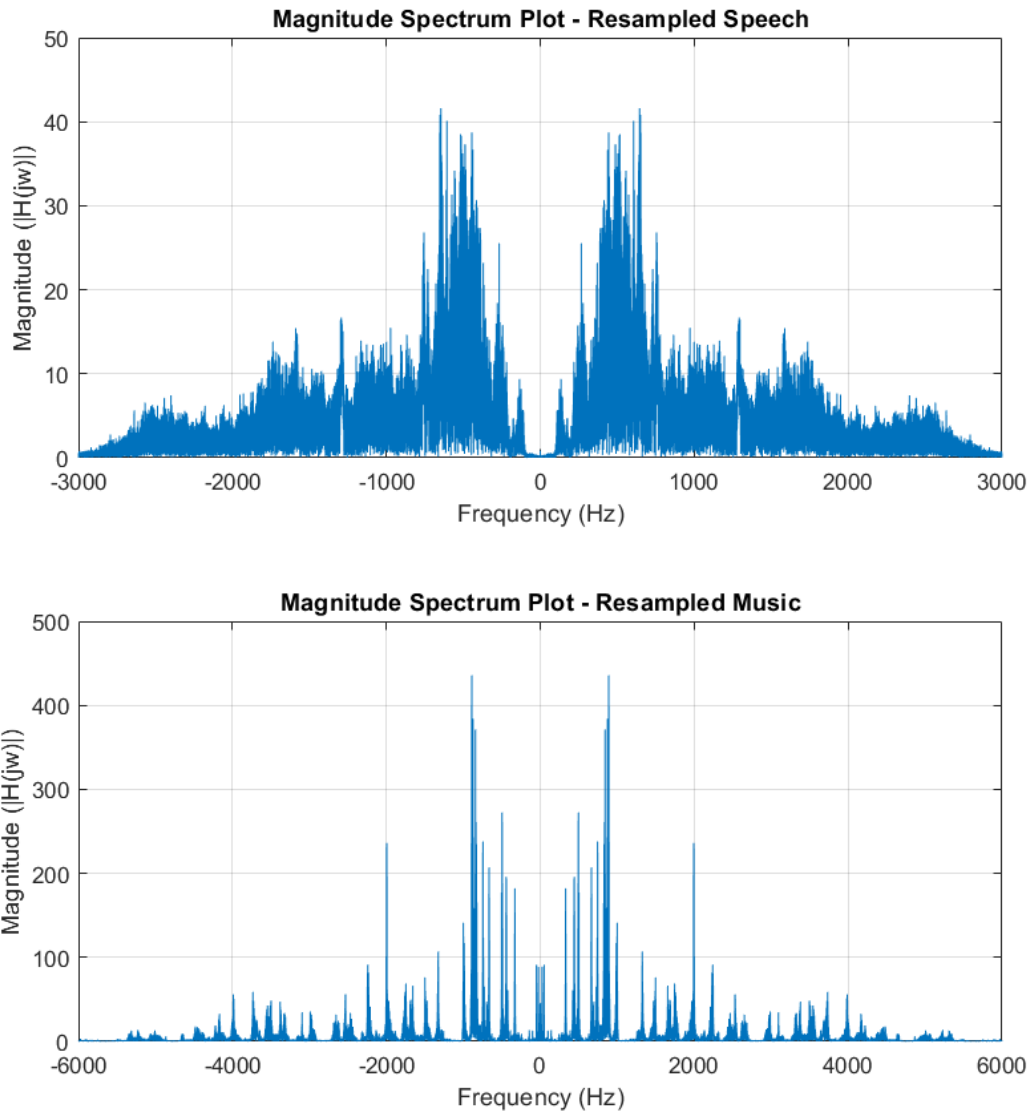 Magnitude Spectrum Plot - Resampled Speech
50
40
30
20
10
0
Magnitude (|H(jw)|)
-3000 -2000 -1000 0 1000 2000 3000
Frequency (Hz)
Magnitude Spectrum Plot - Resampled Music
500
400
300
200
100
0
Magnitude (|H(jw)|)
-6000 -4000 -2000 0 2000 4000 6000
Frequency (Hz)